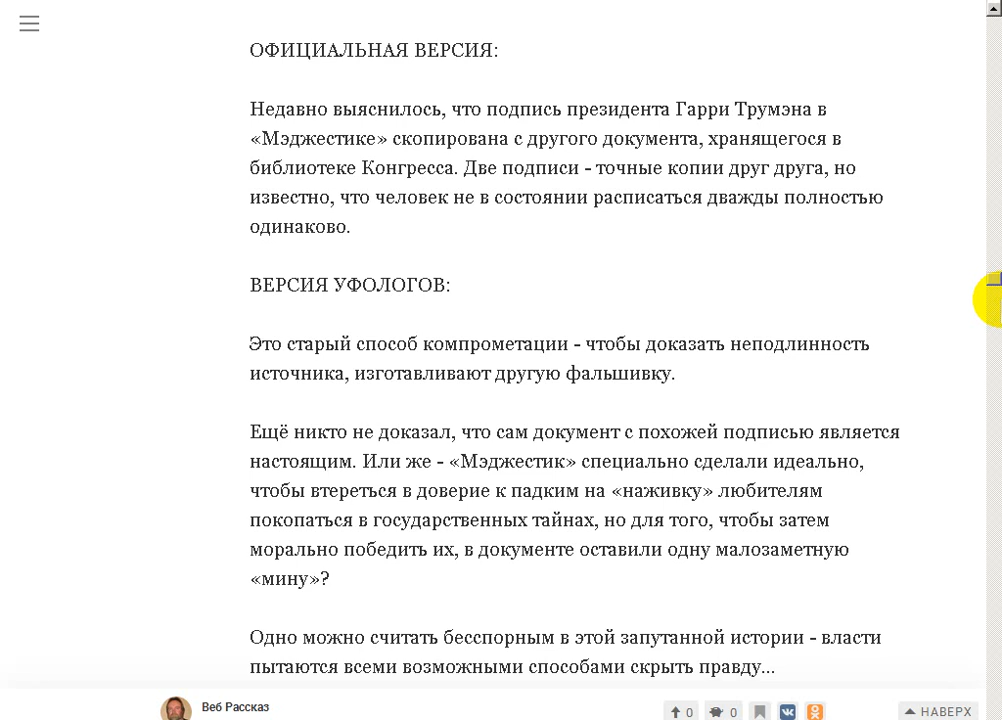 ОФИЦИАЛЬНАЯ ВЕРСИЯ:
Недавно выяснилось, что подпись президента Гарри Трумэна в
«Мэджестике» скопирована с другого документа, хранящегося в
библиотеке Конгресса. Две подписи - точные копии друг друга, но
известно, что человек не в состоянии расписаться дважды полностью
одинаково.
ВЕРСИЯ УФОЛОГОВ:
Это старый способ компрометации - чтобы доказать неподлинность
источника, изготавливают другую фальшивку.
Ещё никто не доказал, что сам документ с похожей подписью является
настоящим. Или же - «Мэджестик» специально сделали идеально,
чтобы втереться в доверие к падким на «наживку» любителям
покопаться в государственных тайнах, но для того, чтобы затем
морально победить их, в документе оставили одну малозаметную
«мину»?
Одно можно считать бесспорным в этой запутанной истории - власти
пытаются всеми возможными способами скрыть правду...
Веб Рассказ
0
0
НАВЕРХ